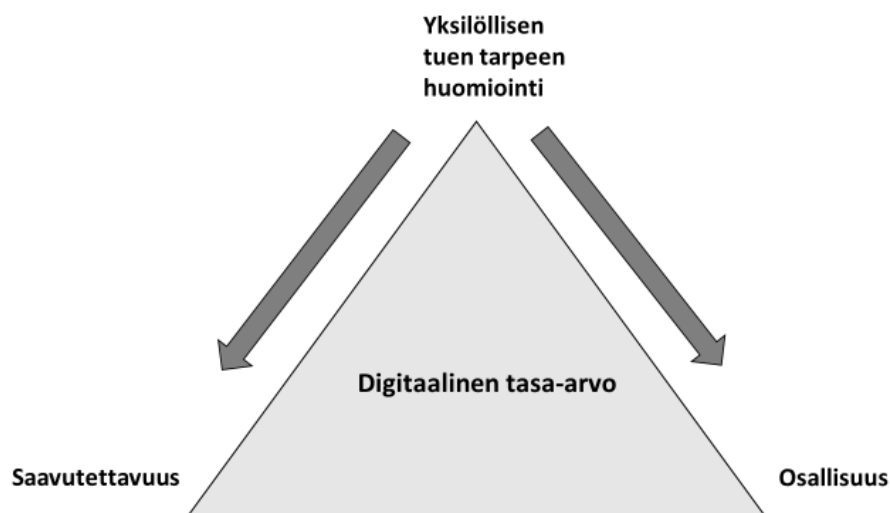 Yksilöllisen
tuen tarpeen
huomiointi
Digitaalinen tasa-arvo
Saavutettavuus
Osallisuus